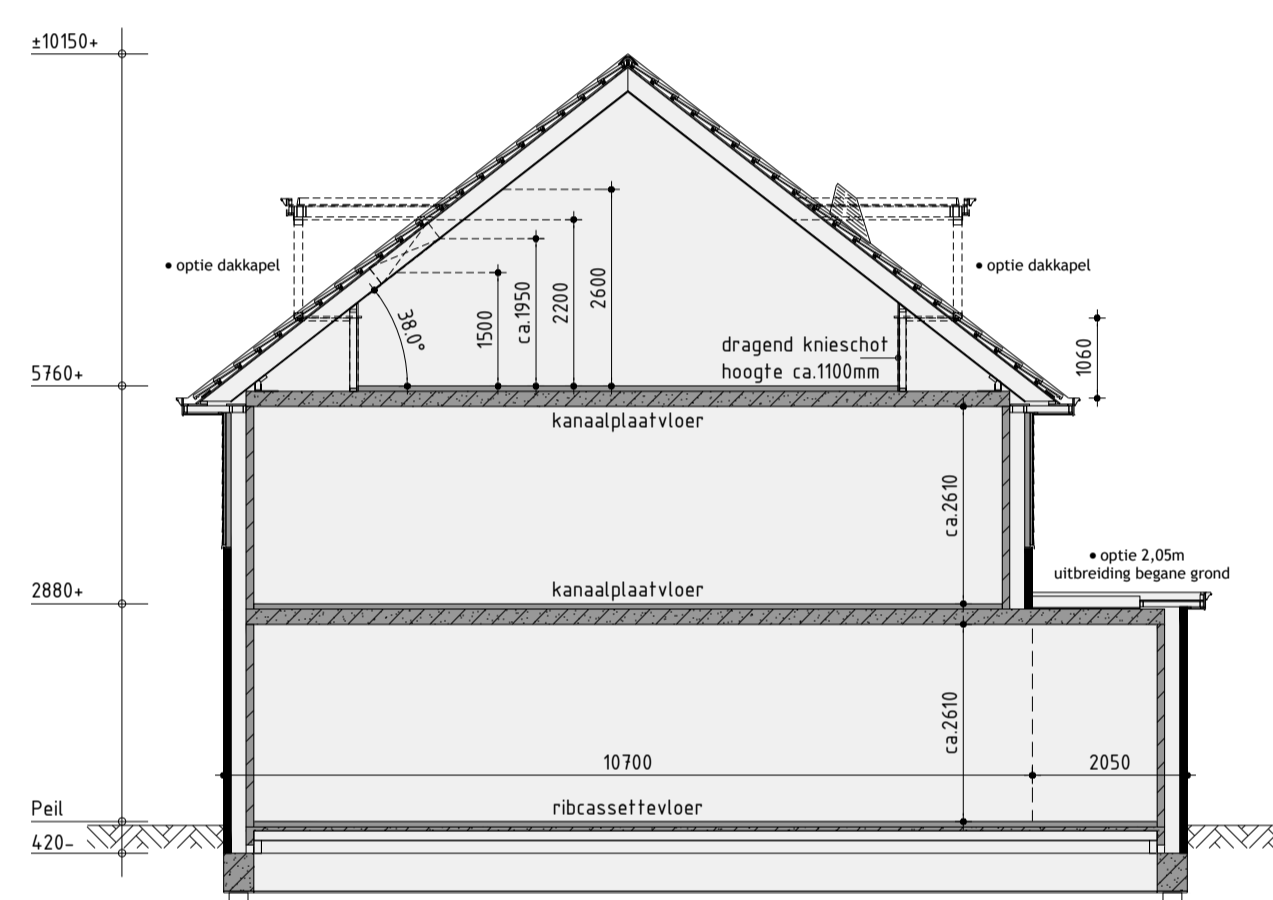 ±10150+
• optie dakkapel
• optie dakkapel
38.0°
1500
ca.1950
2200
2600
dragend knieschot
hoogte ca.1100mm
1060
5760+
kanaalplaatvloer
ca.2610
• optie 2,05m
uitbreiding begane grond
2880+
kanaalplaatvloer
ca.2610
10700
2050
Peil
ribcassettevloer
420-